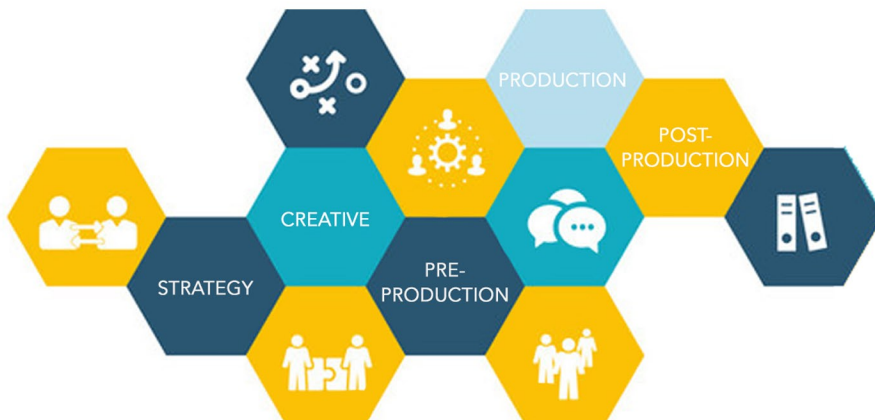 STRATEGY
CREATIVE
PRE-
PRODUCTION
PRODUCTION
POST-
PRODUCTION